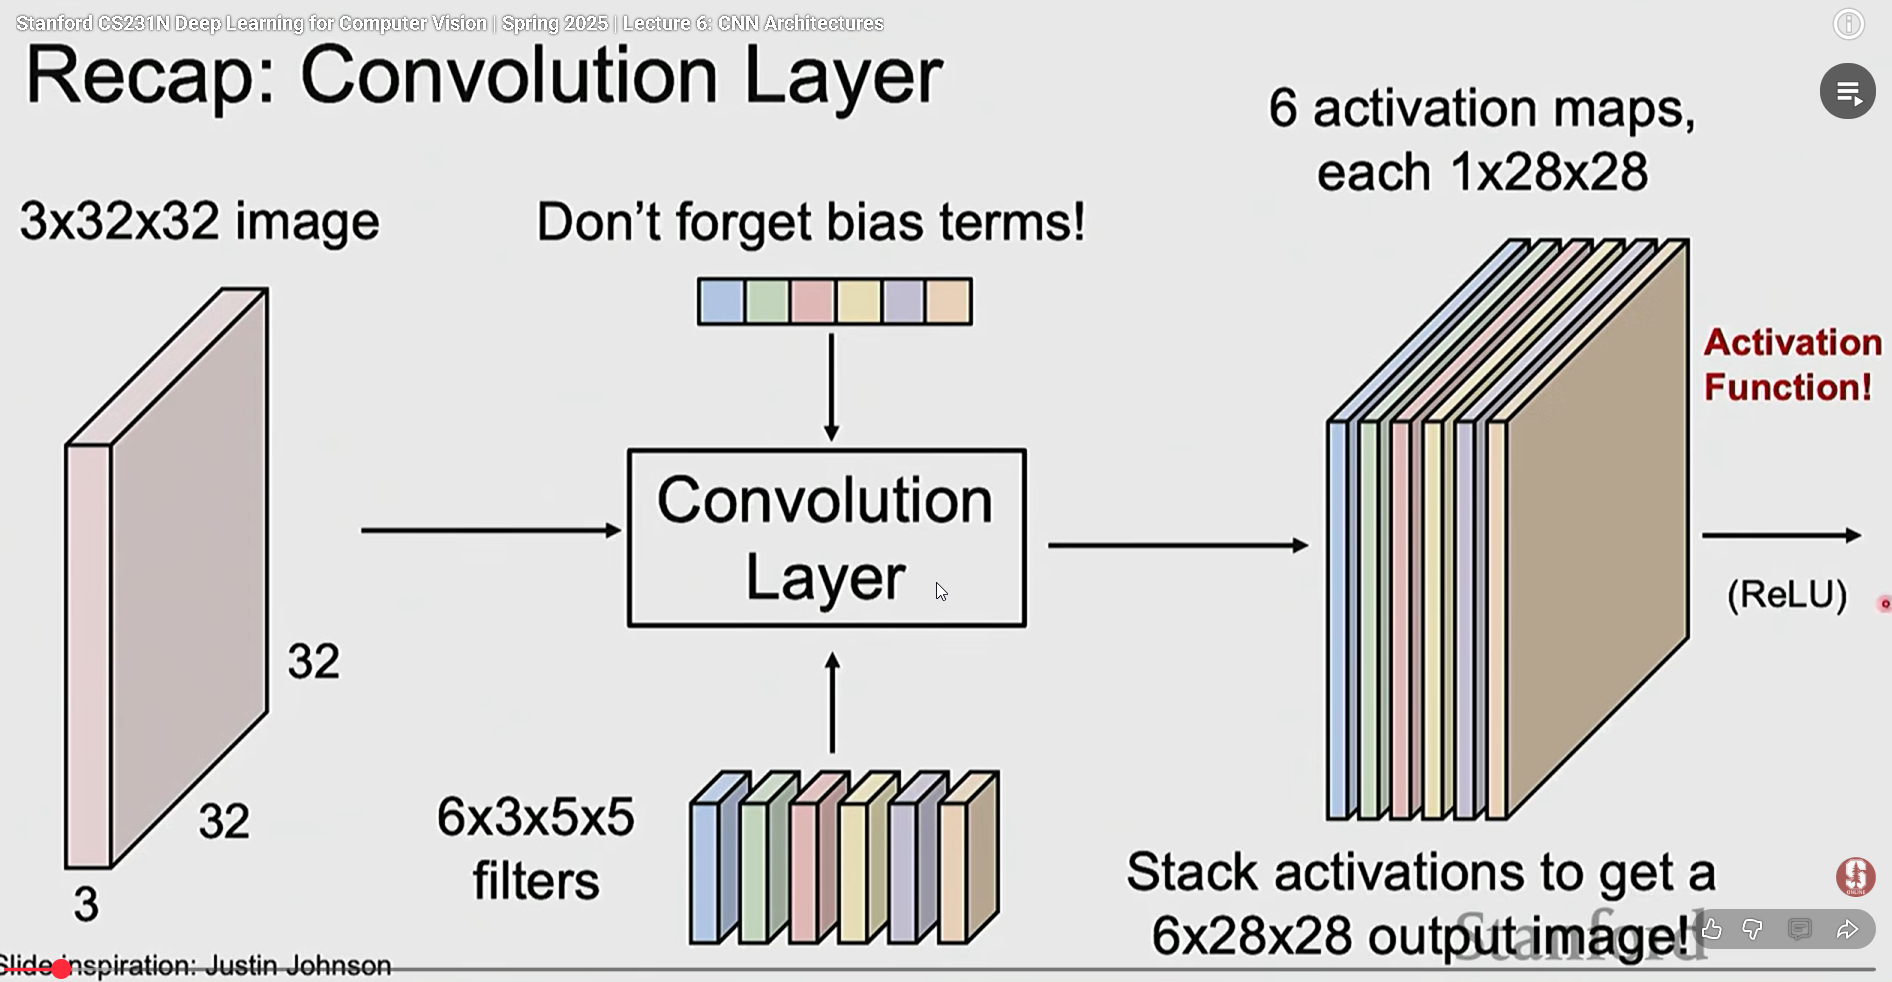 Stanford CS231N Deep Learning for Computer Vision | Spring 2025 | Lecture 6: CNN Architectures
Recap: Convolution Layer
6 activation maps,
each 1x28x28
3x32x32 image
Don’t forget bias terms!
Activation
Function!
Convolution
Layer
(ReLU)
32
32
3
6x3x5x5
filters
Stack activations to get a
6x28x28 output image!
Stanford
ONLINE
Slide inspiration: Justin Johnson